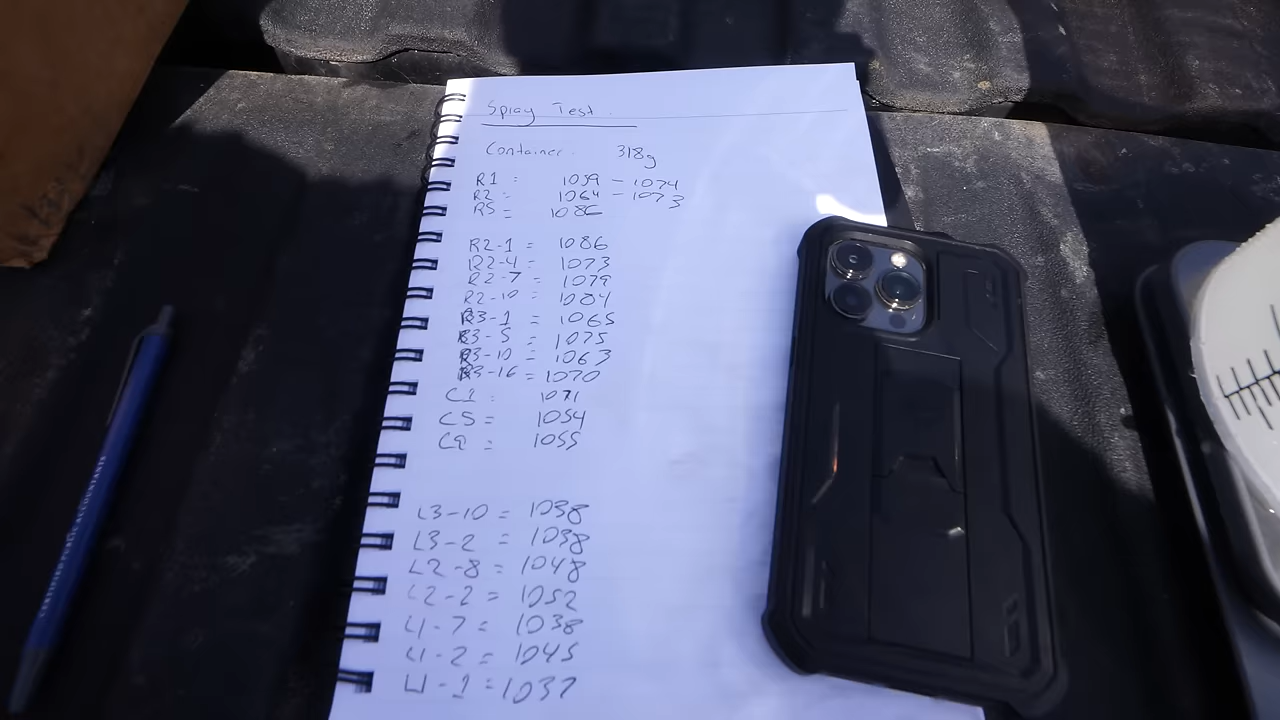 Spray Test
Container. 318g
R1 : 1059 - 1074
R2 = 1064 - 1073
R5 = 1086
R2-1 = 1086
R2-4 = 1073
R2-7 = 1079
R2-10 = 1084
R3-1 = 1065
R3-5 = 1075
R3-10 = 1063
R3-16 = 1070
C1 : 1071
C5 = 1054
C9 = 1055
L3-10 = 1038
L3-2 = 1038
L2-8 = 1048
L2-2 = 1052
L1-7 = 1038
L1-2 = 1045
L1-1 = 1037